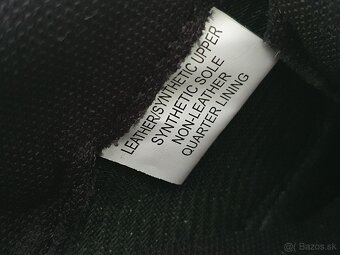 LEATHER/SYNTHETIC UPPER
SYNTHETIC SOLE
NON-LEATHER
QUARTER LINING
Bazos.sk